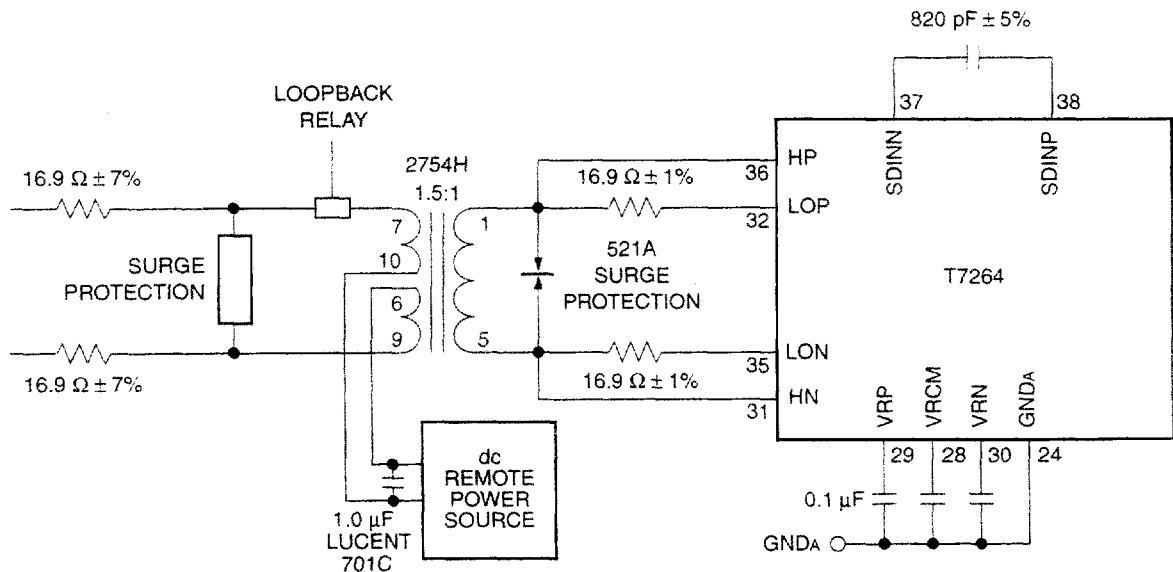 820 pF ± 5%
37
38
SDINN
SDINP
LOOPBACK
RELAY
16.9 Ω ± 7%
2754H
1.5:1
16.9 Ω ± 1%
36
HP
32
LOP
7
1
10
SURGE
PROTECTION
521A
SURGE
PROTECTION
T7264
6
9
5
16.9 Ω ± 7%
16.9 Ω ± 1%
35
LON
31
HN
VRP
VRCM
VRN
GNDA
29
28
30
24
dc
REMOTE
POWER
SOURCE
1.0 µF
LUCENT
701C
0.1 µF
GNDA